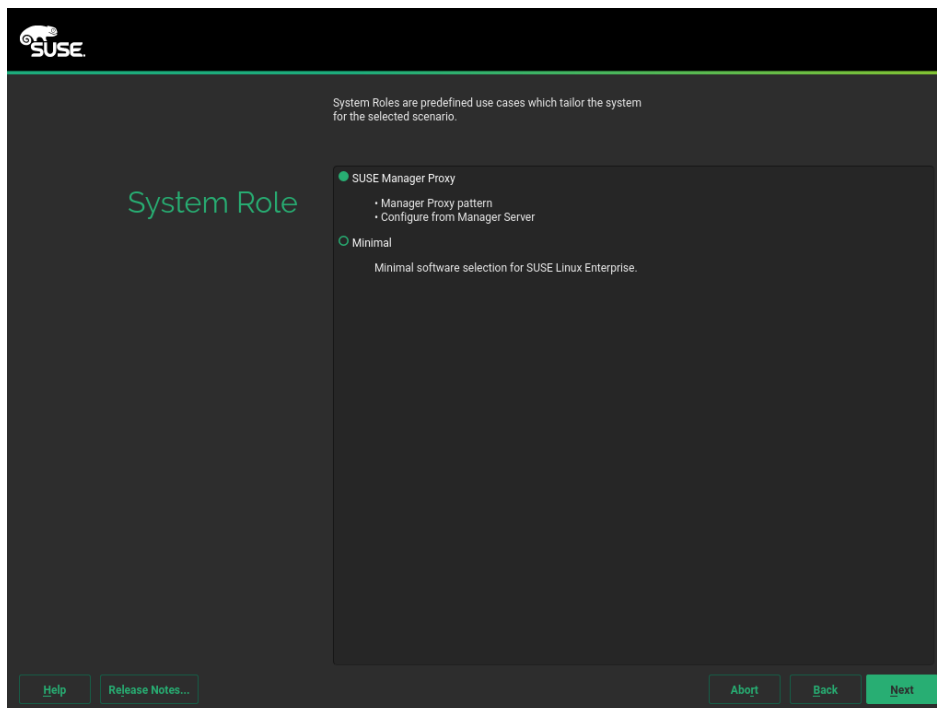 SUSE.
System Roles are predefined use cases which tailor the system
for the selected scenario.
System Role
SUSE Manager Proxy
• Manager Proxy pattern
• Configure from Manager Server
Minimal
Minimal software selection for SUSE Linux Enterprise.
Help
Release Notes...
Abort
Back
Next